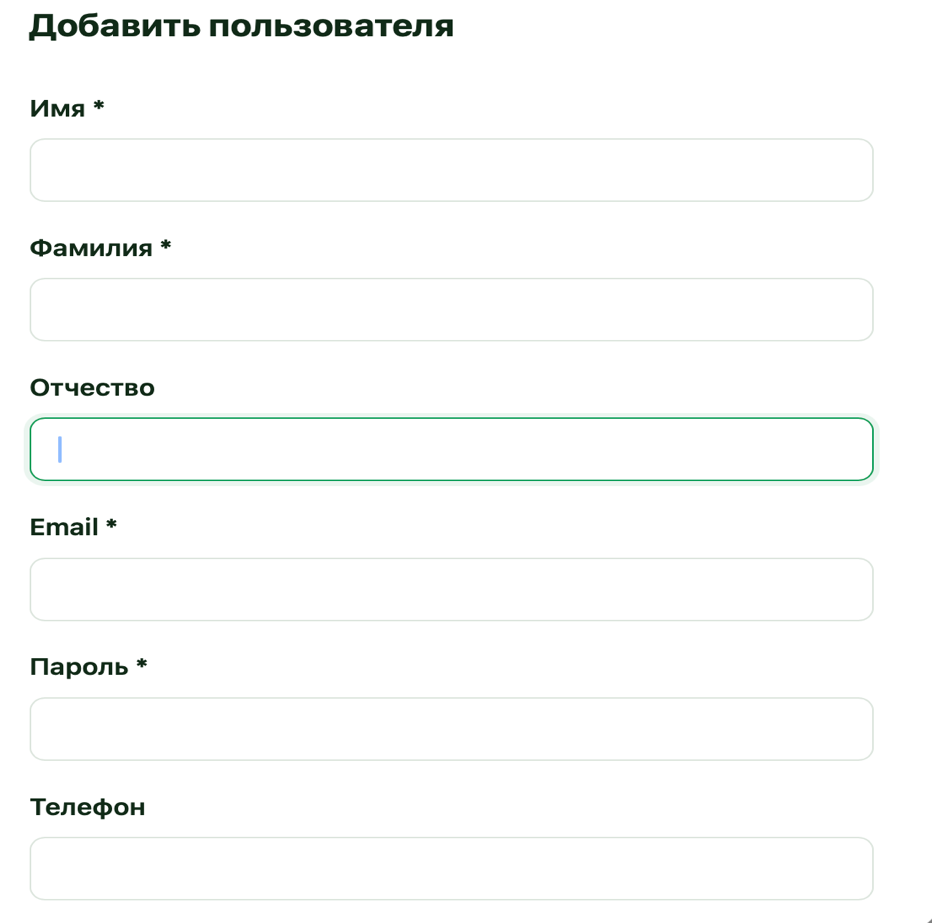 Добавить пользователя
Имя *
Фамилия *
Отчество
Email *
Пароль *
Телефон